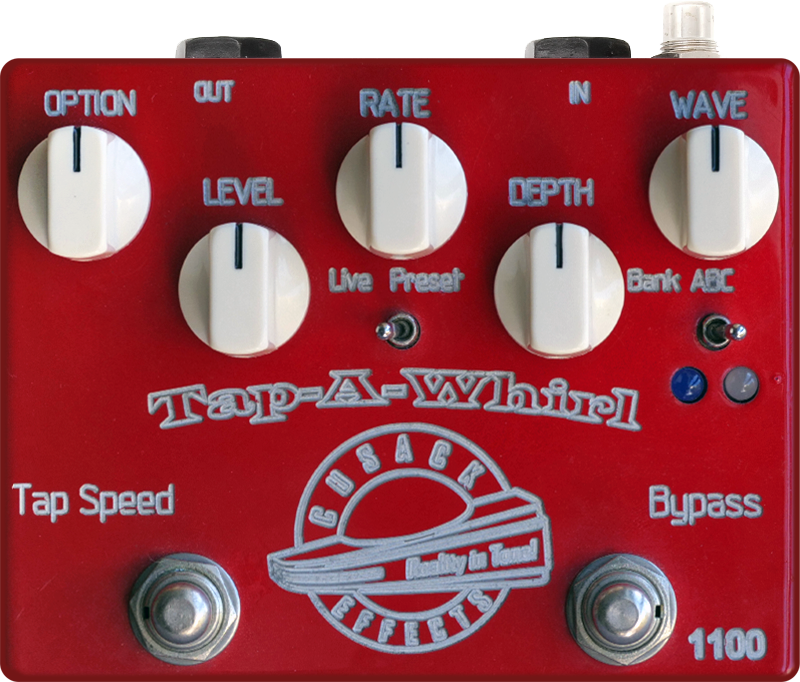 OUT
IN
OPTION
RATE
WAVE
LEVEL
DEPTH
Live Preset
Bank ABC
Tap-A-Whirl
CUSACK
Tap Speed
Bypass
Quality in Tone!
EFFECTS
1100